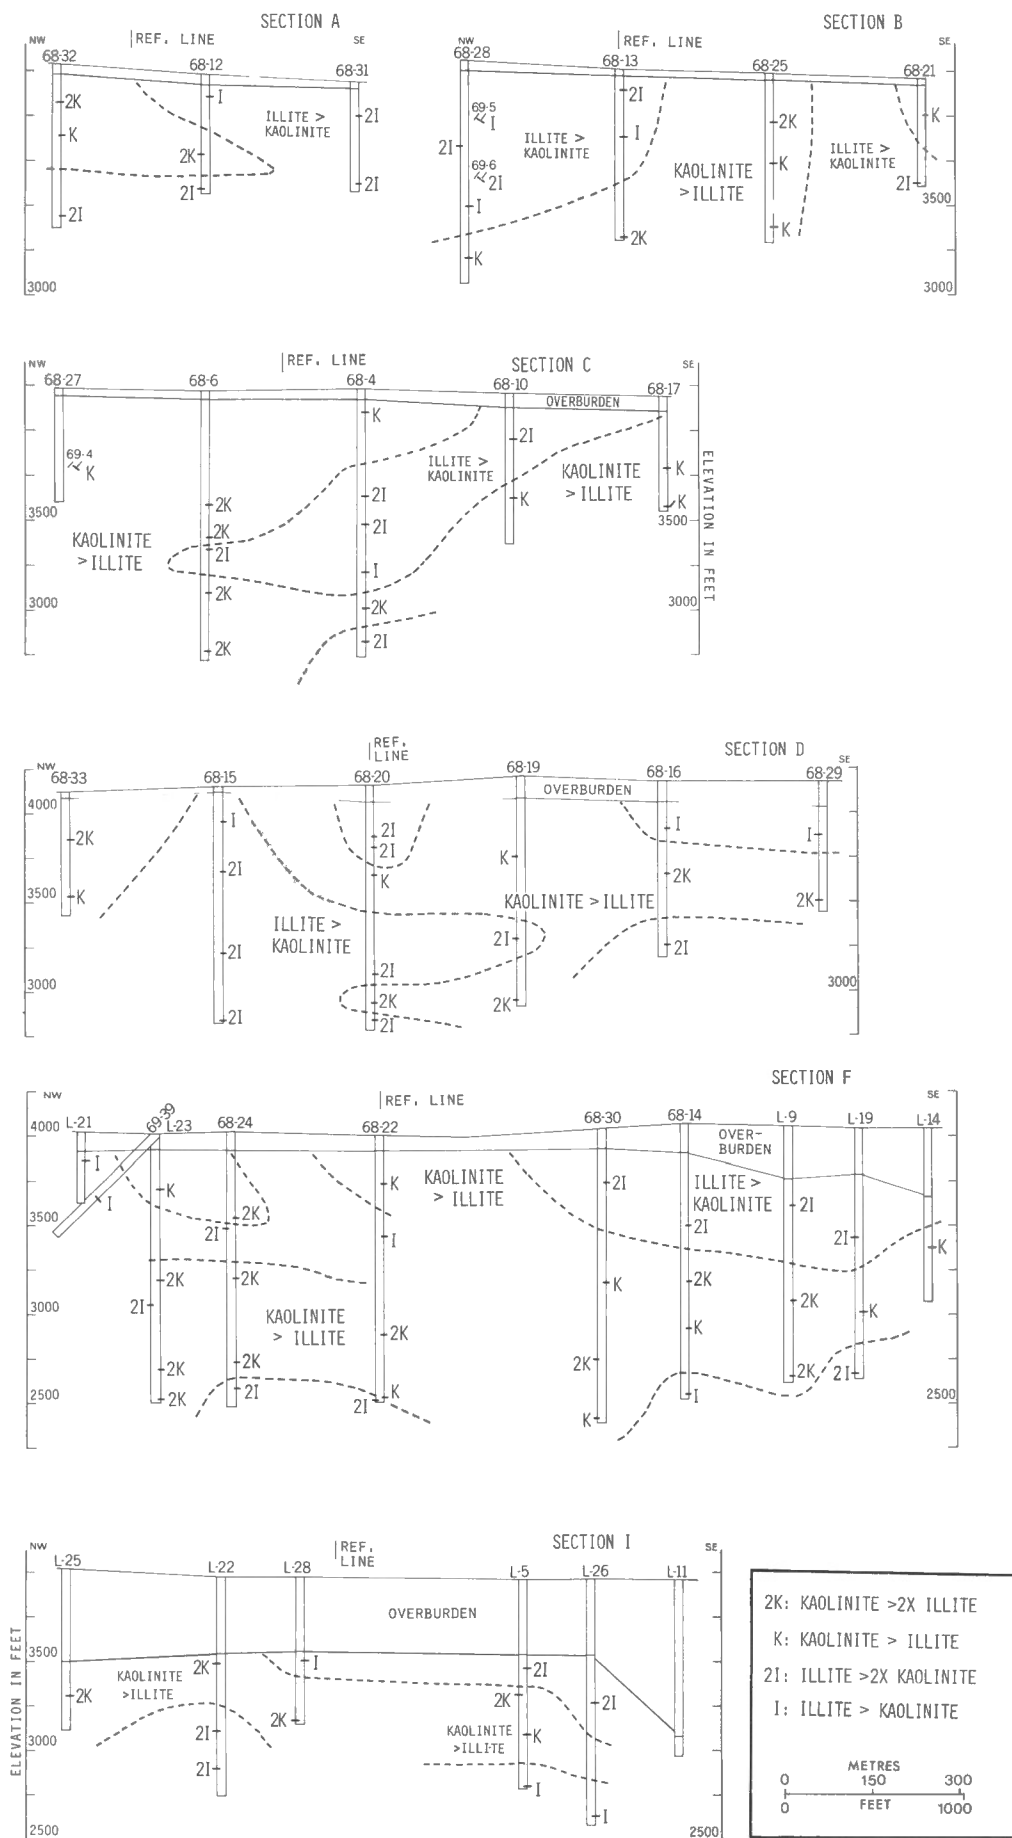 SECTION A
NW
REF. LINE
SE
68-32
68-12
68-31
2K
K
2I
I
2K
2I
ILLITE >
KAOLINITE
2I
2I
3000
SECTION B
NW
REF. LINE
SE
68-28
68-13
68-25
68-21
69-5
I
2I
69-6
2I
I
K
2I
I
2K
ILLITE >
KAOLINITE
KAOLINITE
> ILLITE
2K
K
K
ILLITE >
KAOLINITE
K
2I
3500
3000
REF. LINE
SECTION C
NW
SE
68-27
68-6
68-4
68-10
68-17
OVERBURDEN
69-4
K
2K
2K
2I
2K
2K
K
2I
2I
I
2K
2I
ILLITE >
KAOLINITE
2I
K
KAOLINITE
> ILLITE
K
K
KAOLINITE
> ILLITE
3500
3000
3500
3000
ELEVATION IN FEET
REF.
LINE
SECTION D
NW
SE
68-33
68-15
68-20
68-19
68-16
68-29
OVERBURDEN
4000
3500
3000
2K
K
I
2I
2I
2I
2I
2I
K
2I
2K
2I
K
2I
2K
ILLITE >
KAOLINITE
KAOLINITE > ILLITE
I
2K
2I
I
2K
3000
SECTION F
NW
REF. LINE
SE
L-21
69-39
L-23
68-24
68-22
68-30
68-14
L-9
L-19
L-14
4000
3500
3000
I
I
K
2K
2I
2K
2K
2K
2I
2K
2K
2I
K
I
2K
K
2I
KAOLINITE
> ILLITE
KAOLINITE
> ILLITE
2I
K
2K
K
OVER-
BURDEN
ILLITE >
KAOLINITE
2I
2K
K
I
2I
2K
2K
2I
K
2I
K
2500
2500
SECTION I
NW
REF.
LINE
SE
L-25
L-22
L-28
L-5
L-26
L-11
OVERBURDEN
3500
3000
2500
ELEVATION IN FEET
2K
KAOLINITE
>ILLITE
2K
2I
2I
I
2K
2I
2K
K
I
KAOLINITE
>ILLITE
2I
I
2500
2K: KAOLINITE >2X ILLITE
K: KAOLINITE > ILLITE
2I: ILLITE >2X KAOLINITE
I: ILLITE > KAOLINITE
METRES
0 150 300
FEET
0 1000